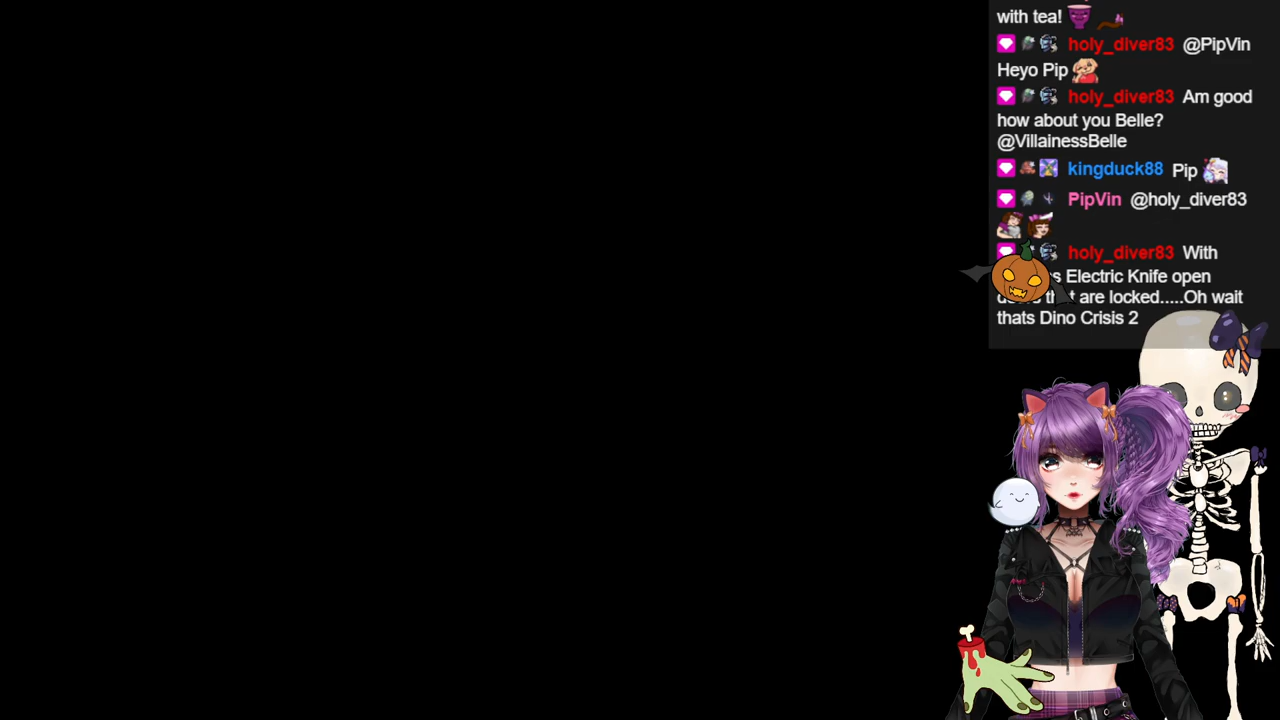 with tea!
holy_diver83 @PipVin
Heyo Pip
holy_diver83 Am good
how about you Belle?
@VillainessBelle
kingduck88 Pip
PipVin @holy_diver83
holy_diver83 With
Electric Knife open
that are locked.....Oh wait
thats Dino Crisis 2